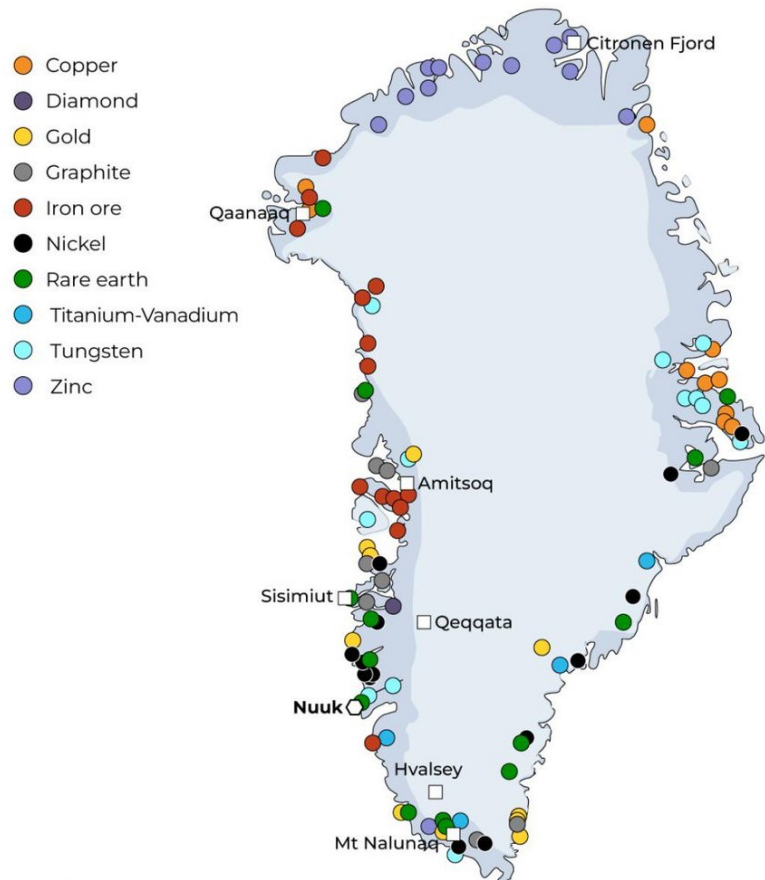 Copper
Diamond
Gold
Graphite
Iron ore
Nickel
Rare earth
Titanium-Vanadium
Tungsten
Zinc
Citronen Fjord
Qaanaaq
Amitsoq
Sisimiut
Qeqqata
Nuuk
Hvalsey
Mt Nalunaq